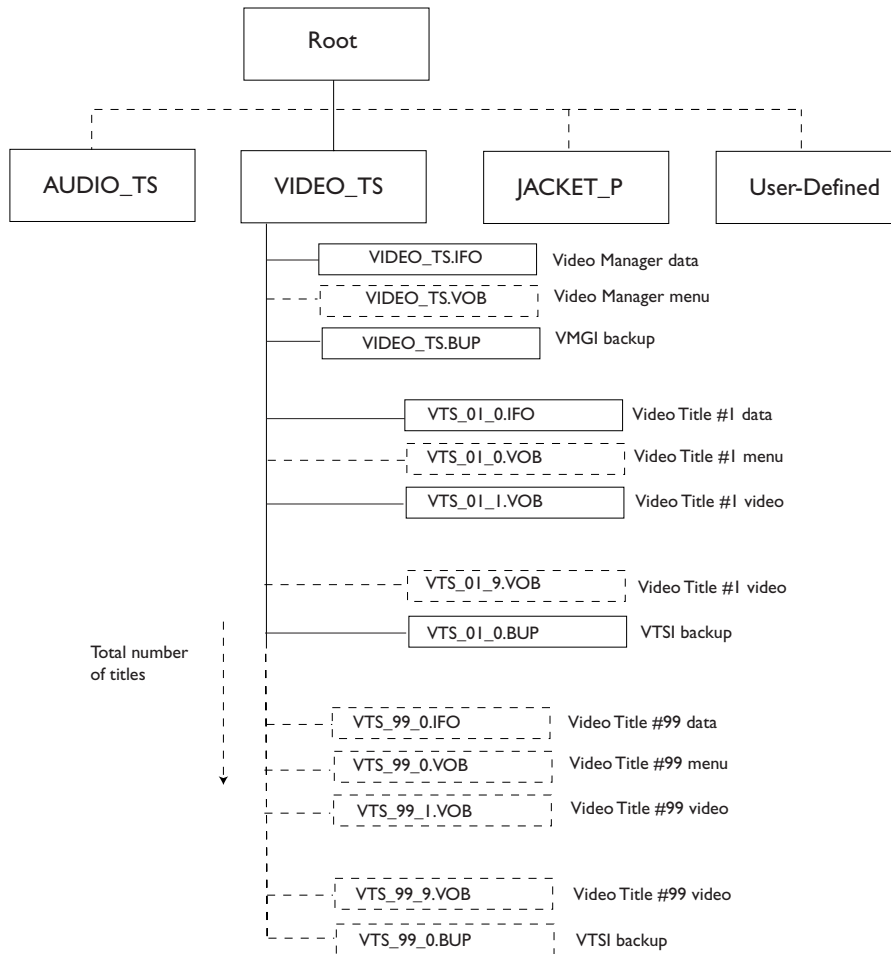 Root
AUDIO_TS
VIDEO_TS
JACKET_P
User-Defined
VIDEO_TS.IFO
Video Manager data
VIDEO_TS.VOB
Video Manager menu
VIDEO_TS.BUP
VMGI backup
VTS_01_0.IFO
Video Title #1 data
VTS_01_0.VOB
Video Title #1 menu
VTS_01_1.VOB
Video Title #1 video
VTS_01_9.VOB
Video Title #1 video
VTS_01_0.BUP
VTSI backup
Total number
of titles
VTS_99_0.IFO
Video Title #99 data
VTS_99_0.VOB
Video Title #99 menu
VTS_99_1.VOB
Video Title #99 video
VTS_99_9.VOB
Video Title #99 video
VTS_99_0.BUP
VTSI backup